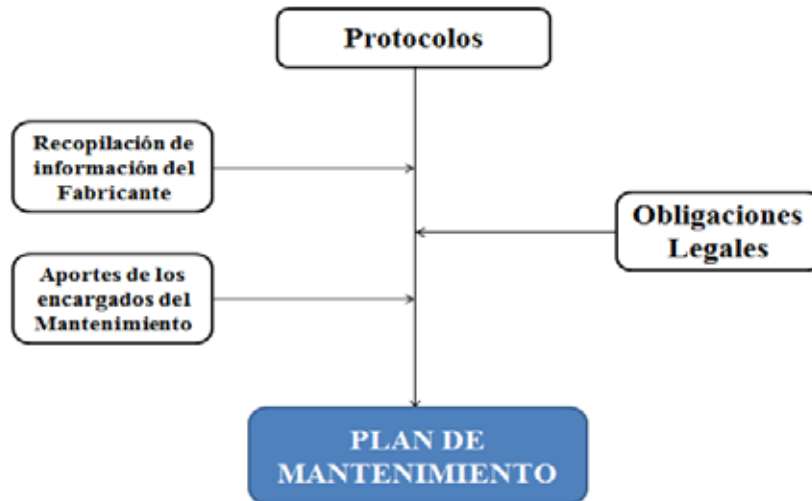 Protocolos
Recopilación de
información del
Fabricante
Obligaciones
Legales
Aportes de los
encargados del
Mantenimiento
PLAN DE
MANTENIMIENTO